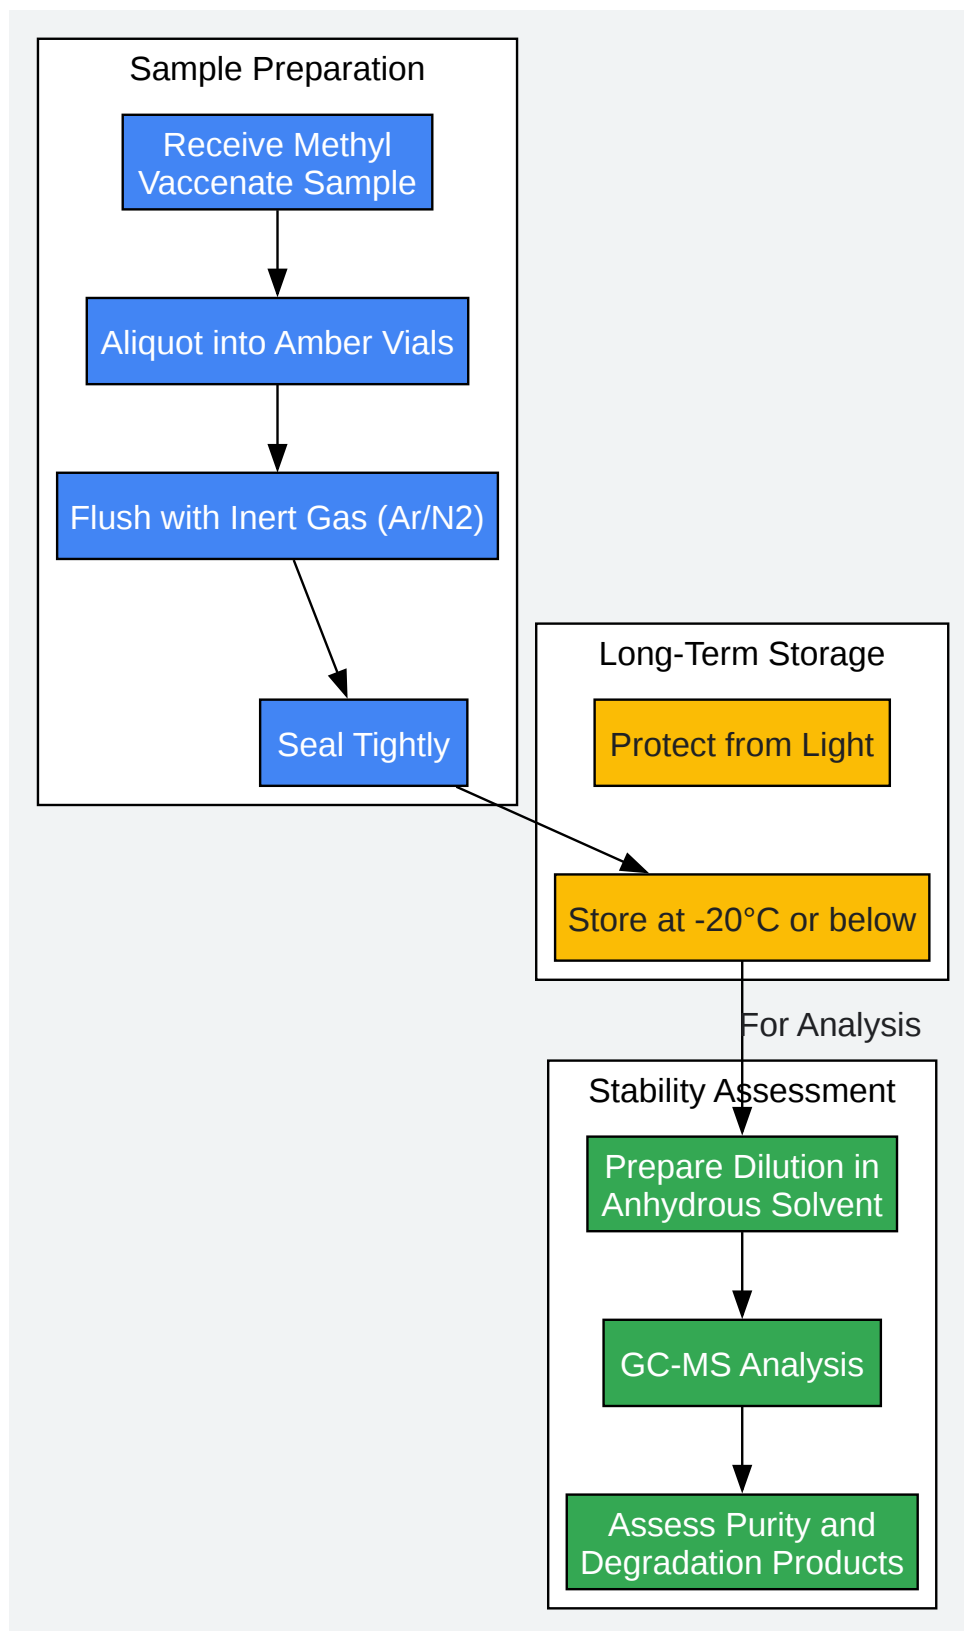 Sample Preparation
Receive Methyl
Vaccenate Sample
Aliquot into Amber Vials
Flush with Inert Gas (Ar/N2)
Seal Tightly
Long-Term Storage
Protect from Light
Store at -20°C or below
For Analysis
Stability Assessment
Prepare Dilution in
Anhydrous Solvent
GC-MS Analysis
Assess Purity and
Degradation Products